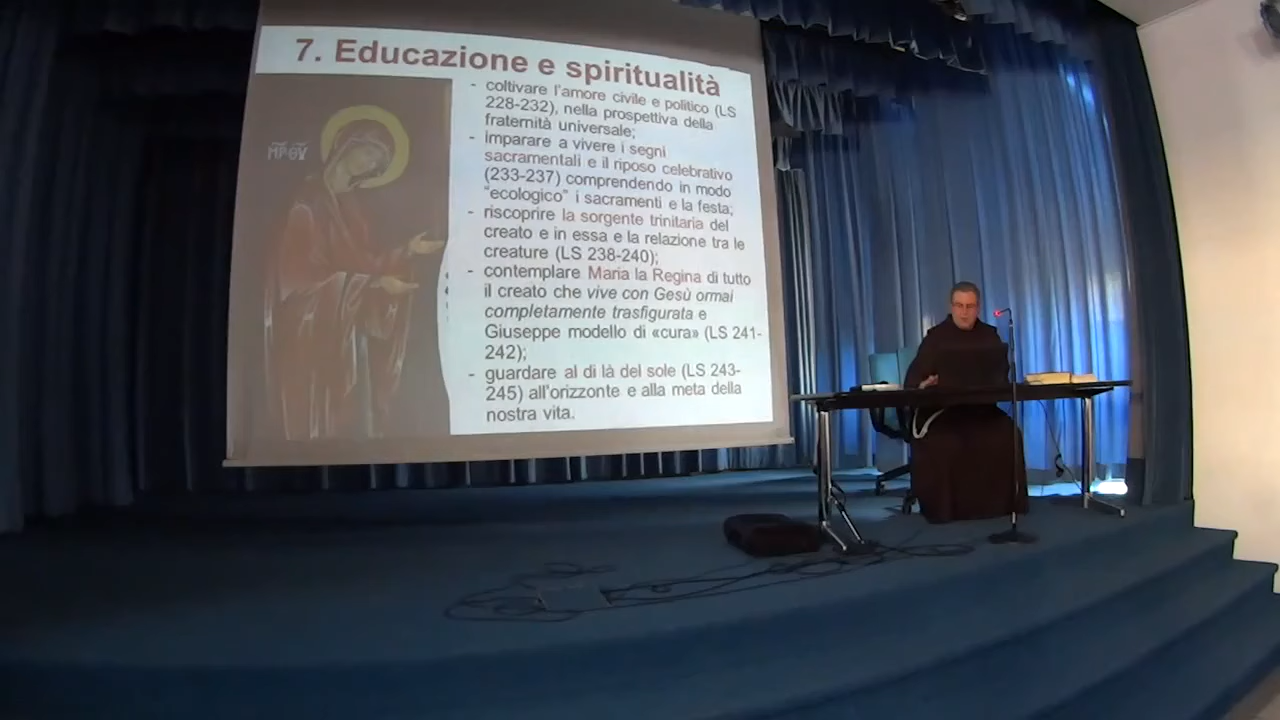 7. Educazione e spiritualità
ΜΡ ΘΥ
- coltivare l'amore civile e politico (LS
228-232), nella prospettiva della
fraternità universale;
- imparare a vivere i segni
sacramentali e il riposo celebrativo
(233-237) comprendendo in modo
"ecologico" i sacramenti e la festa;
- riscoprire la sorgente trinitaria del
creato e in essa e la relazione tra le
creature (LS 238-240);
- contemplare Maria la Regina di tutto
il creato che vive con Gesù ormai
completamente trasfigurata e
Giuseppe modello di «cura» (LS 241-
242);
- guardare al di là del sole (LS 243-
245) all'orizzonte e alla meta della
nostra vita.